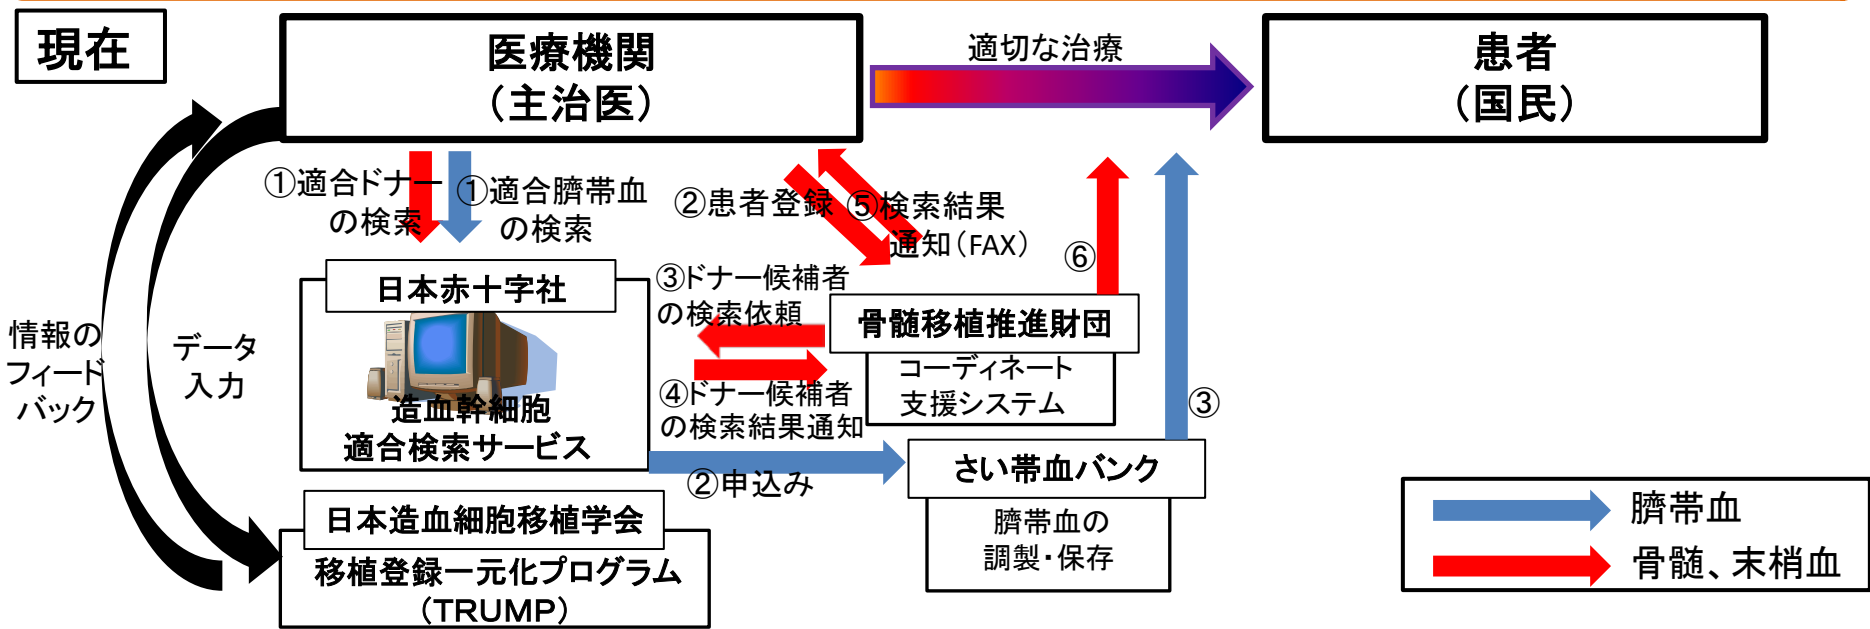 現在
医療機関
（主治医）
適切な治療
患者
（国民）
①適合ドナー
の検索
①適合臍帯血
の検索
②患者登録
⑤検索結果
通知（FAX）
⑥
③
日本赤十字社
造血幹細胞
適合検索サービス
③ドナー候補者
の検索依頼
④ドナー候補者
の検索結果通知
骨髄移植推進財団
コーディネート
支援システム
②申込み
さい帯血バンク
臍帯血の
調製・保存
情報の
フィード
バック
データ
入力
日本造血細胞移植学会
移植登録一元化プログラム
（TRUMP）
臍帯血
骨髄、末梢血